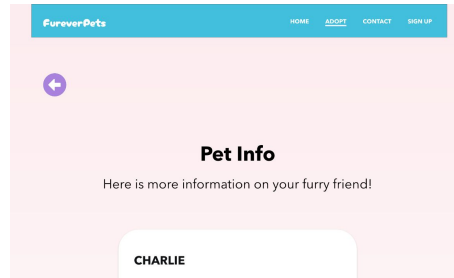 FureverPets HOME ADOPT CONTACT SIGN UP
Pet Info
Here is more information on your furry friend!
CHARLIE